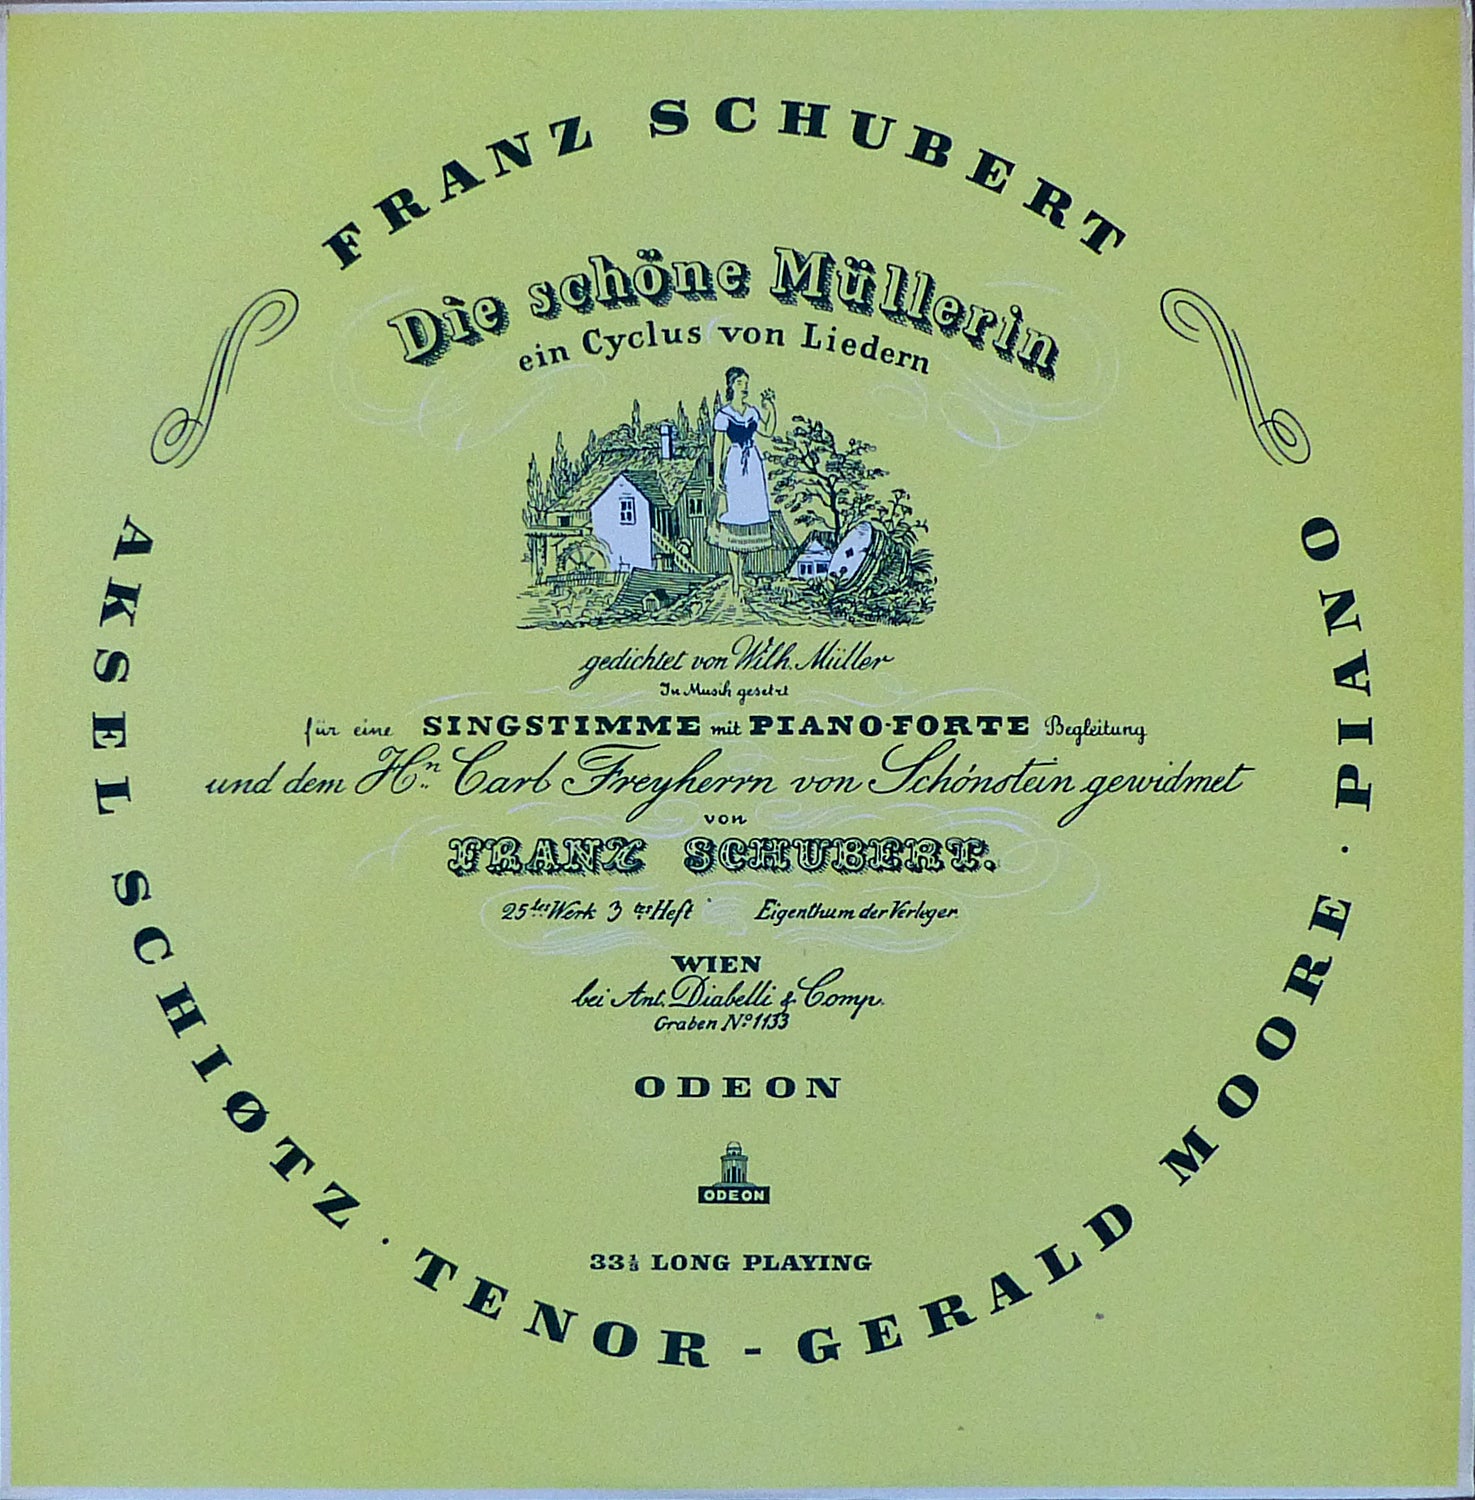 FRANZ SCHUBERT
Die schöne Müllerin
ein Cyclus von Liedern
gedichtet von Wilh. Müller
In Musik gesetzt
für eine SINGSTIMME mit PIANO-FORTE Begleitung
und dem Hn. Carl Freyherrn von Schönstein gewidmet
von
FRANZ SCHUBERT.
25tes Werk 3tes Heft Eigenthum der Verleger
WIEN
bei Ant. Diabelli & Comp.
Graben No. 1133
ODEON
ODEON
33⅓ LONG PLAYING
AKSEL SCHIØTZ · TENOR - GERALD MOORE · PIANO